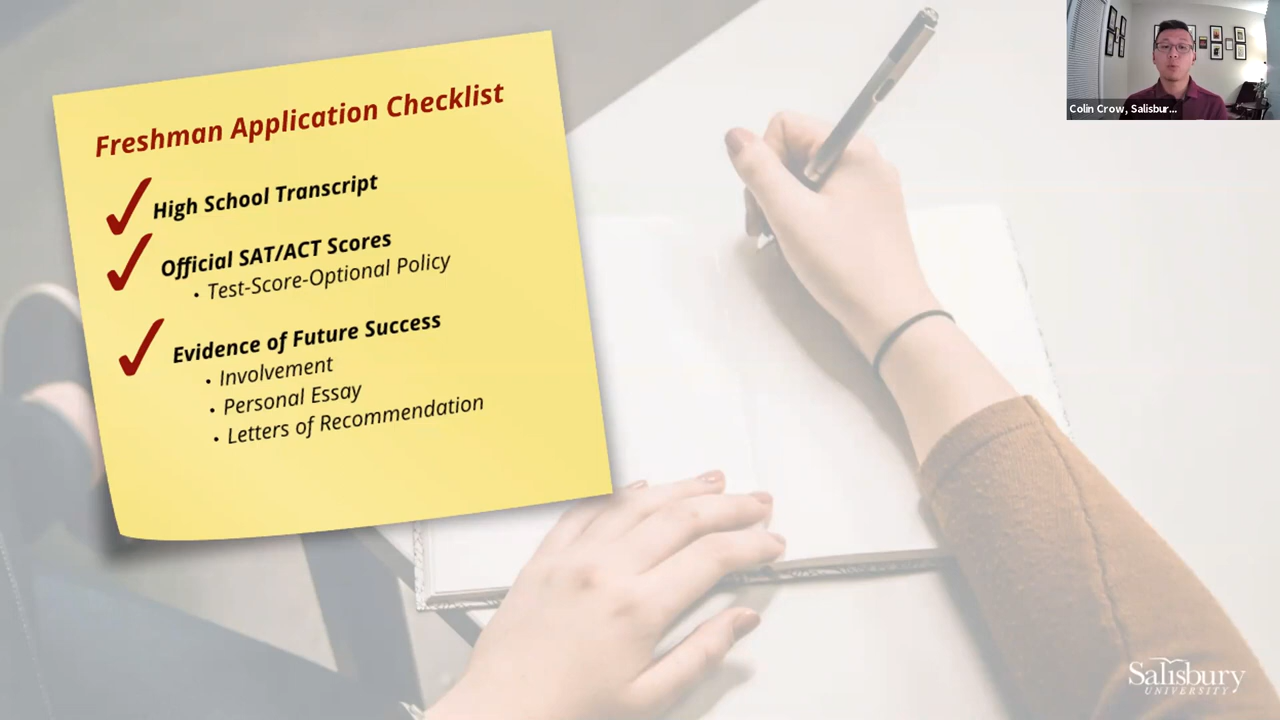 Freshman Application Checklist
High School Transcript
Official SAT/ACT Scores
• Test-Score-Optional Policy
Evidence of Future Success
• Involvement
• Personal Essay
• Letters of Recommendation
Colin Crow, Salisbur...
Salisbury
UNIVERSITY